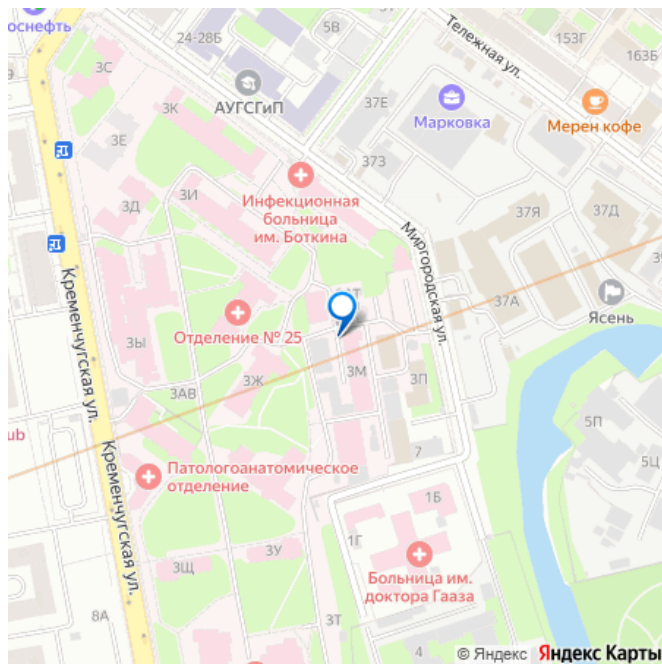 оснефть
24-28Б
5В
Тележная ул.
153Г
163Б
3С
АУГСГиП
37Е
Марковка
Мерен кофе
3К
3Е
37З
3И
Инфекционная
больница
им. Боткина
3Д
Миргородская ул.
37Я
37Д
Кременчугская ул.
Отделение № 25
37А
Ясень
3Ы
3Ж
3М
3АВ
3П
ub
Кременчугская ул.
Патологоанатомическое
отделение
7
5П
5Ц
1Б
1Г
3У
3Щ
Больница им.
доктора Гааза
8А
3Т
4
© Яндекс Яндекс Карты